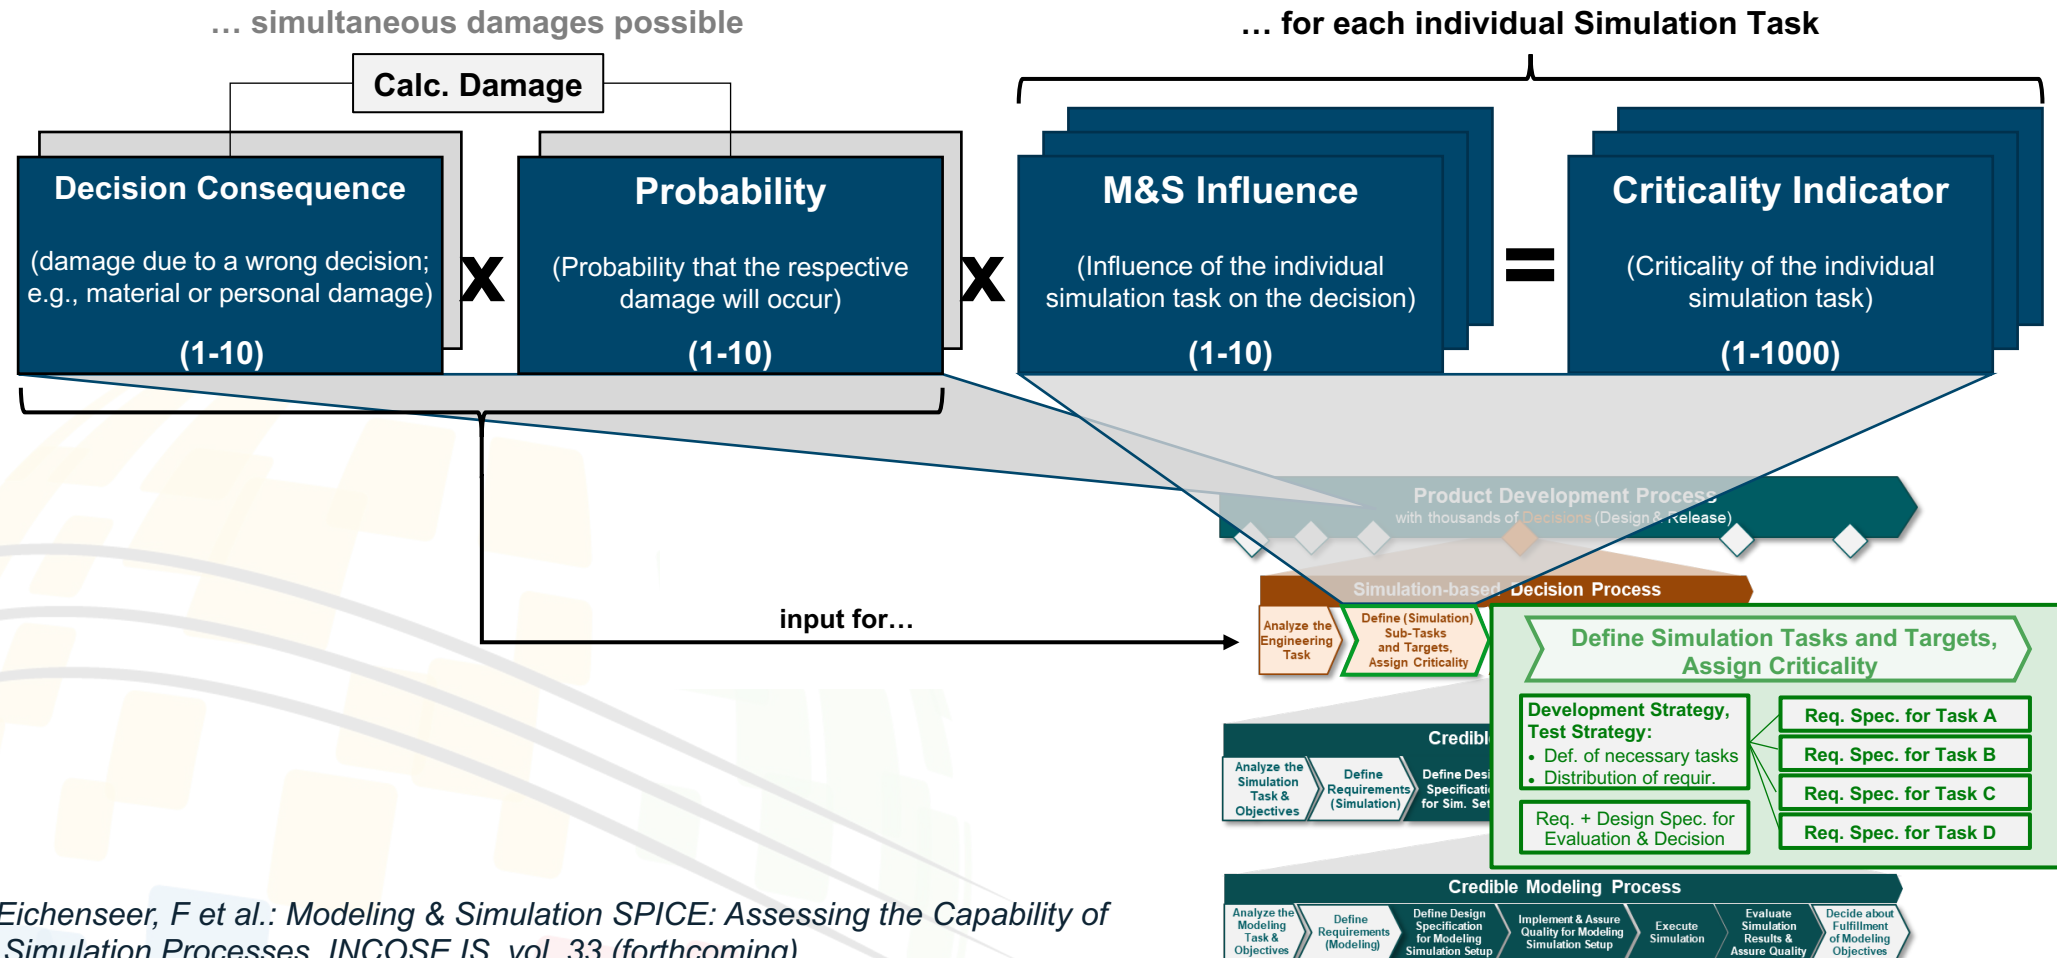 … simultaneous damages possible
… for each individual Simulation Task
Calc. Damage
Decision Consequence
(damage due to a wrong decision;
e.g., material or personal damage)
(1-10)
x
Probability
(Probability that the respective
damage will occur)
(1-10)
x
M&S Influence
(Influence of the individual
simulation task on the decision)
(1-10)
=
Criticality Indicator
(Criticality of the individual
simulation task)
(1-1000)
input for…
Product Development Process
with thousands of Decisions (Design & Release)
Simulation-based Decision Process
Analyze the
Engineering
Task
Define (Simulation)
Sub-Tasks
and Targets,
Assign Criticality
Define Simulation Tasks and Targets,
Assign Criticality
Development Strategy,
Test Strategy:
• Def. of necessary tasks
• Distribution of requir.
Req. + Design Spec. for
Evaluation & Decision
Req. Spec. for Task A
Req. Spec. for Task B
Req. Spec. for Task C
Req. Spec. for Task D
Analyze the
Simulation
Task &
Objectives
Define
Requirements
(Simulation)
Define
for Sim.
Credible Modeling Process
Analyze the
Modeling
Task &
Objectives
Define
Requirements
(Modeling)
Define Design
Specification
for Modeling
Simulation Setup
Implement & Assure
Quality for Modeling
Simulation Setup
Execute
Simulation
Evaluate
Simulation
Results &
Assure Quality
Decide about
Fulfillment
of Modeling
Objectives
Eichenseer, F et al.: Modeling & Simulation SPICE: Assessing the Capability of
Simulation Processes, INCOSE IS, vol. 33 (forthcoming)